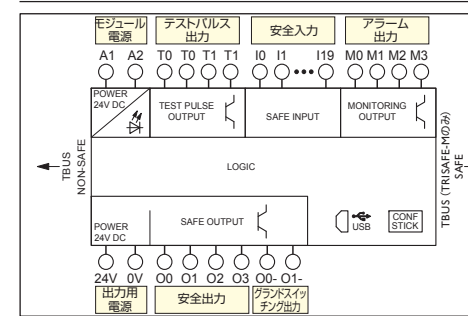 モジュール
電源
テストパルス
出力
安全入力
アラーム
出力
A1 A2 T0 T0 T1 T1 I0 I1 I19 M0 M1 M2 M3
POWER
24V DC
TEST PULSE
OUTPUT
SAFE INPUT
MONITORING
OUTPUT
TBUS
NON-SAFE
LOGIC
TBUS (TRISAFE-Mのみ)
SAFE
POWER
24V DC
SAFE OUTPUT
USB
CONF
STICK
24V 0V O0 O1 O2 O3 O0- O1-
出力用
電源
安全出力
グランドスイッ
チング出力